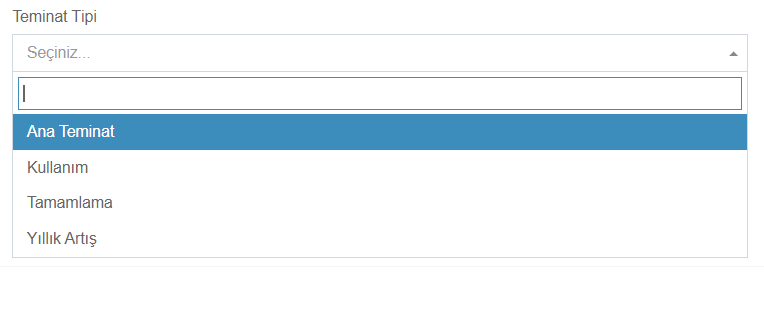 Teminat Tipi
Seçiniz...
Ana Teminat
Kullanım
Tamamlama
Yıllık Artış